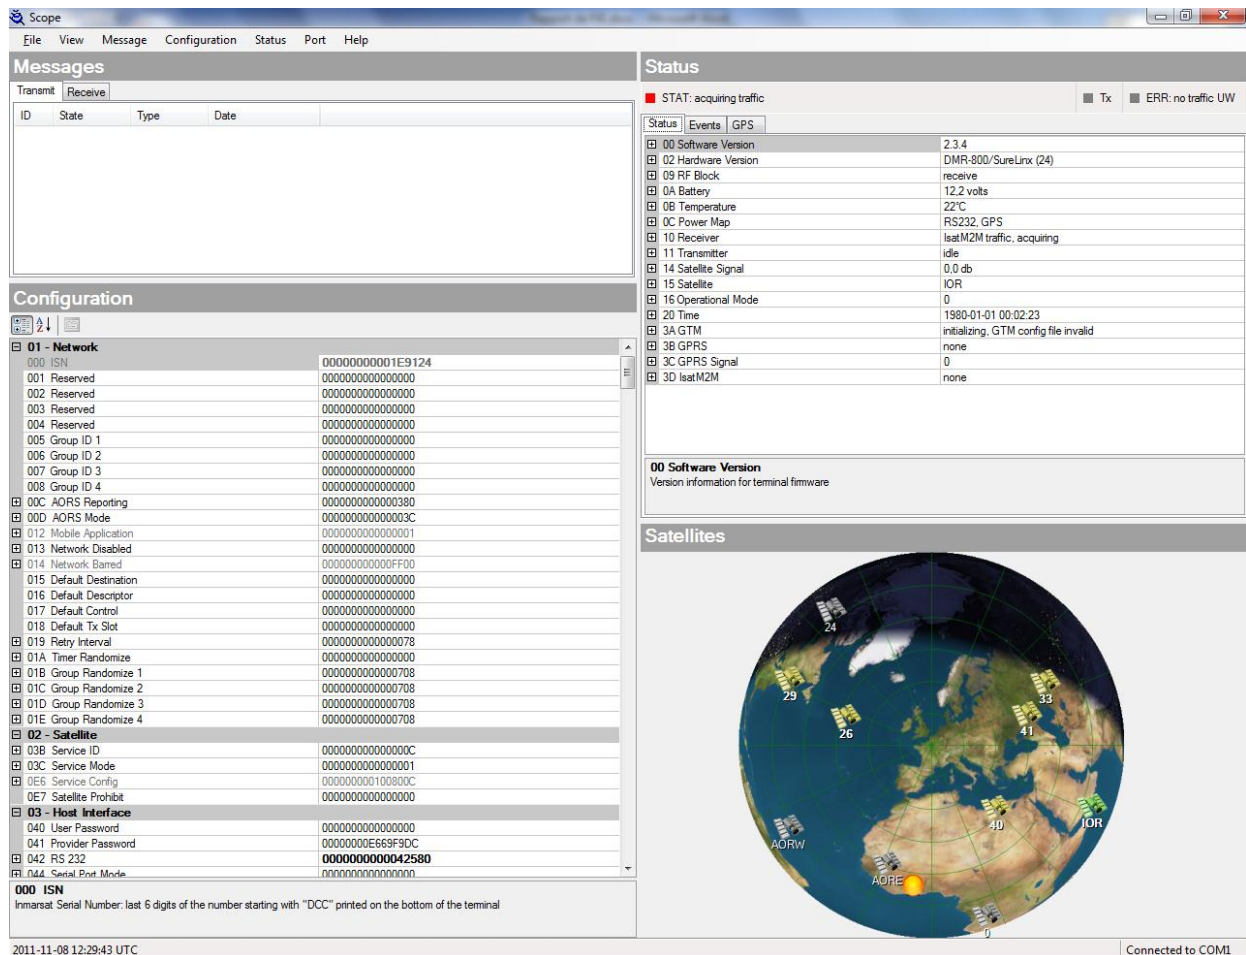 Scope
File View Message Configuration Status Port Help
Messages
Transmit Receive
ID State Type Date
Configuration
01 - Network
000 ISN 00000000001E9124
001 Reserved 0000000000000000
002 Reserved 0000000000000000
003 Reserved 0000000000000000
004 Reserved 0000000000000000
005 Group ID 1 0000000000000000
006 Group ID 2 0000000000000000
007 Group ID 3 0000000000000000
008 Group ID 4 0000000000000000
00C AORS Reporting 0000000000000380
00D AORS Mode 000000000000003C
012 Mobile Application 0000000000000001
013 Network Disabled 0000000000000000
014 Network Barred 000000000000FF00
015 Default Destination 0000000000000000
016 Default Descriptor 0000000000000000
017 Default Control 0000000000000000
018 Default Tx Slot 0000000000000000
019 Retry Interval 0000000000000078
01A Timer Randomize 0000000000000000
01B Group Randomize 1 0000000000000708
01C Group Randomize 2 0000000000000708
01D Group Randomize 3 0000000000000708
01E Group Randomize 4 0000000000000708
02 - Satellite
03B Service ID 000000000000000C
03C Service Mode 0000000000000001
0E6 Service Config 000000000100800C
0E7 Satellite Prohibit 0000000000000000
03 - Host Interface
040 User Password 0000000000000000
041 Provider Password 00000000E669F9DC
042 RS 232 0000000000042580
044 Serial Port Mode 0000000000000000
000 ISN
Inmarsat Serial Number: last 6 digits of the number starting with "DCC" printed on the bottom of the terminal
Status
STAT: acquiring traffic Tx ERR: no traffic UW
Status Events GPS
00 Software Version 2.3.4
02 Hardware Version DMR-800/SureLinx (24)
09 RF Block receive
0A Battery 12,2 volts
0B Temperature 22°C
0C Power Map RS232, GPS
10 Receiver IsatM2M traffic, acquiring
11 Transmitter idle
14 Satellite Signal 0,0 db
15 Satellite IOR
16 Operational Mode 0
20 Time 1980-01-01 00:02:23
3A GTM initializing, GTM config file invalid
3B GPRS none
3C GPRS Signal 0
3D IsatM2M none
00 Software Version
Version information for terminal firmware
Satellites
24
29
33
26
41
40
IOR
AORW
AORE
0
2011-11-08 12:29:43 UTC Connected to COM1